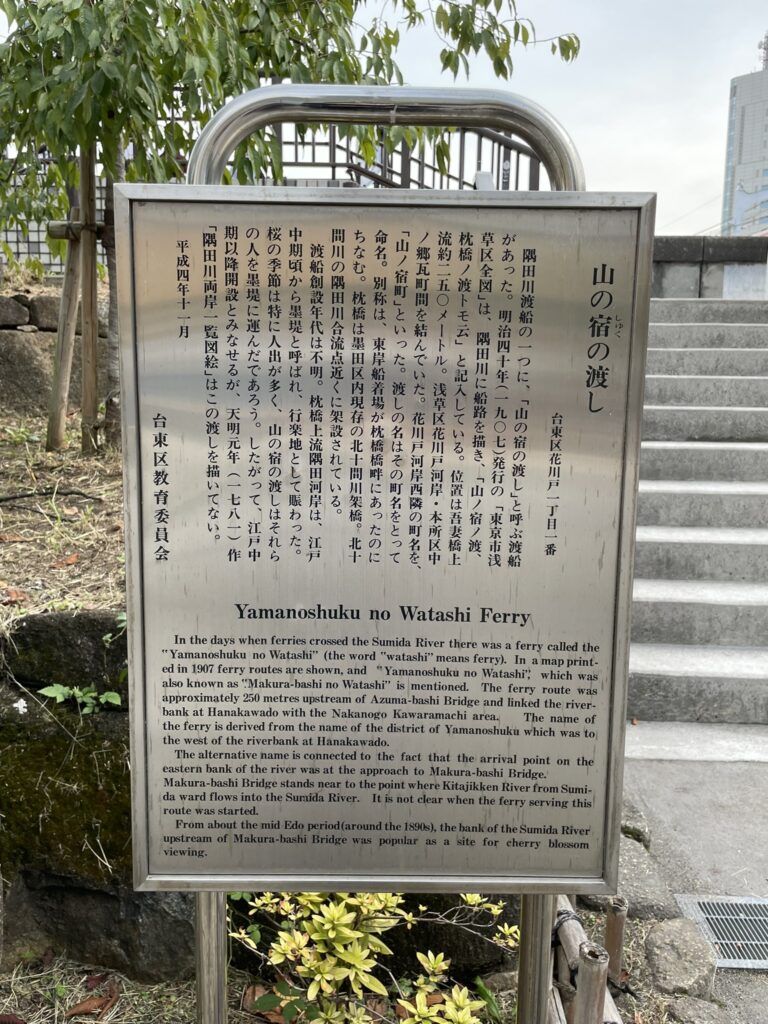 山の宿の渡し
しゅく
台東区花川戸一丁目一番
隅田川渡船の一つに、「山の宿の渡し」と呼ぶ渡船
があった。明治四十年(一九〇七)発行の「東京市浅
草区全図」は、隅田川に船路を描き、「山ノ宿ノ渡、
枕橋ノ渡トモ云」と記入している。位置は吾妻橋上
流約二五〇メートル。浅草区花川戸河岸・本所区中
ノ郷瓦町間を結んでいた。花川戸河岸西隣の町名を、
「山ノ宿町」といった。渡しの名はその町名をとって
命名。別称は、東岸船着場が枕橋橋畔にあったのに
ちなむ。枕橋は墨田区内現存の北十間川架橋。北十
間川の隅田川合流点近くに架設されている。
渡船創設年代は不明。枕橋上流隅田河岸は、江戸
中期頃から墨堤と呼ばれ、行楽地として賑わった。
桜の季節は特に人出が多く、山の宿の渡しはそれら
の人を墨堤に運んだであろう。したがって、江戸中
期以降開設とみなせるが、天明元年(一七八一)作
「隅田川両岸一覧図絵」はこの渡しを描いてない。
平成四年十一月
台東区教育委員会
Yamanoshuku no Watashi Ferry
In the days when ferries crossed the Sumida River there was a ferry called the
"Yamanoshuku no Watashi" (the word "watashi" means ferry). In a map print-
ed in 1907 ferry routes are shown, and "Yamanoshuku no Watashi", which was
also known as "Makura-bashi no Watashi" is mentioned. The ferry route was
approximately 250 metres upstream of Azuma-bashi Bridge and linked the river-
bank at Hanakawado with the Nakanogo Kawaramachi area. The name of
the ferry is derived from the name of the district of Yamanoshuku which was to
the west of the riverbank at Hanakawado.
The alternative name is connected to the fact that the arrival point on the
eastern bank of the river was at the approach to Makura-bashi Bridge.
Makura-bashi Bridge stands near to the point where Kitajikken River from Sumi-
da ward flows into the Sumida River. It is not clear when the ferry serving this
route was started.
From about the mid Edo period (around the 1890s), the bank of the Sumida River
upstream of Makura-bashi Bridge was popular as a site for cherry blossom
viewing.